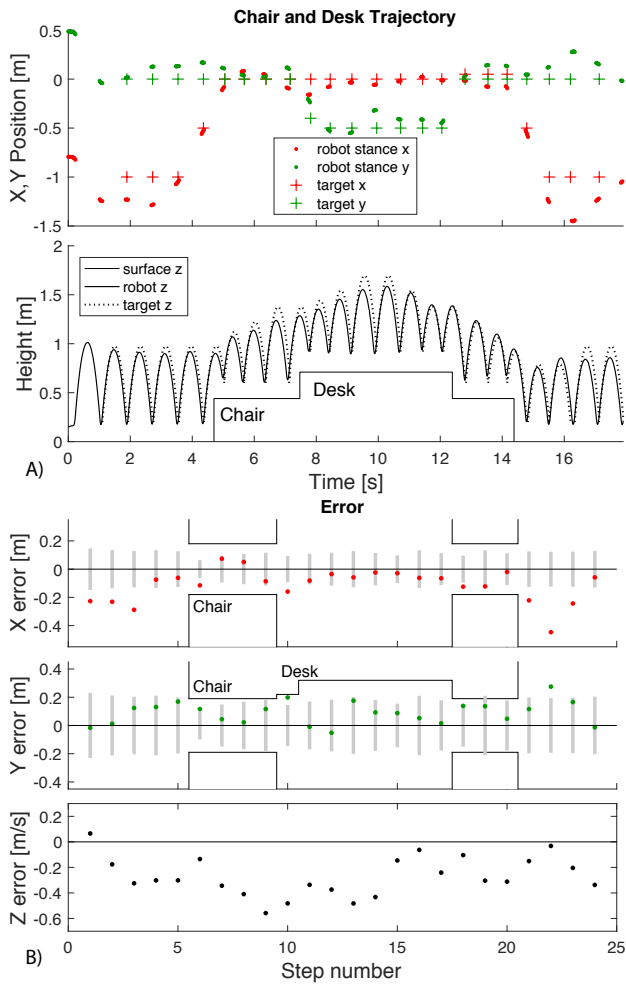 Chair and Desk Trajectory
X,Y Position [m]
0.5
0
-0.5
-1
-1.5
robot stance x
robot stance y
target x
target y
Height [m]
2
1.5
1
0.5
0
surface z
robot z
target z
Desk
Chair
0 2 4 6 8 10 12 14 16
A)
Time [s]
Error
X error [m]
0.2
0
-0.2
-0.4
Chair
Desk
Y error [m]
0.4
0.2
0
-0.2
-0.4
Chair
Z error [m/s]
0
-0.2
-0.4
-0.6
0 5 10 15 20 25
B)
Step number